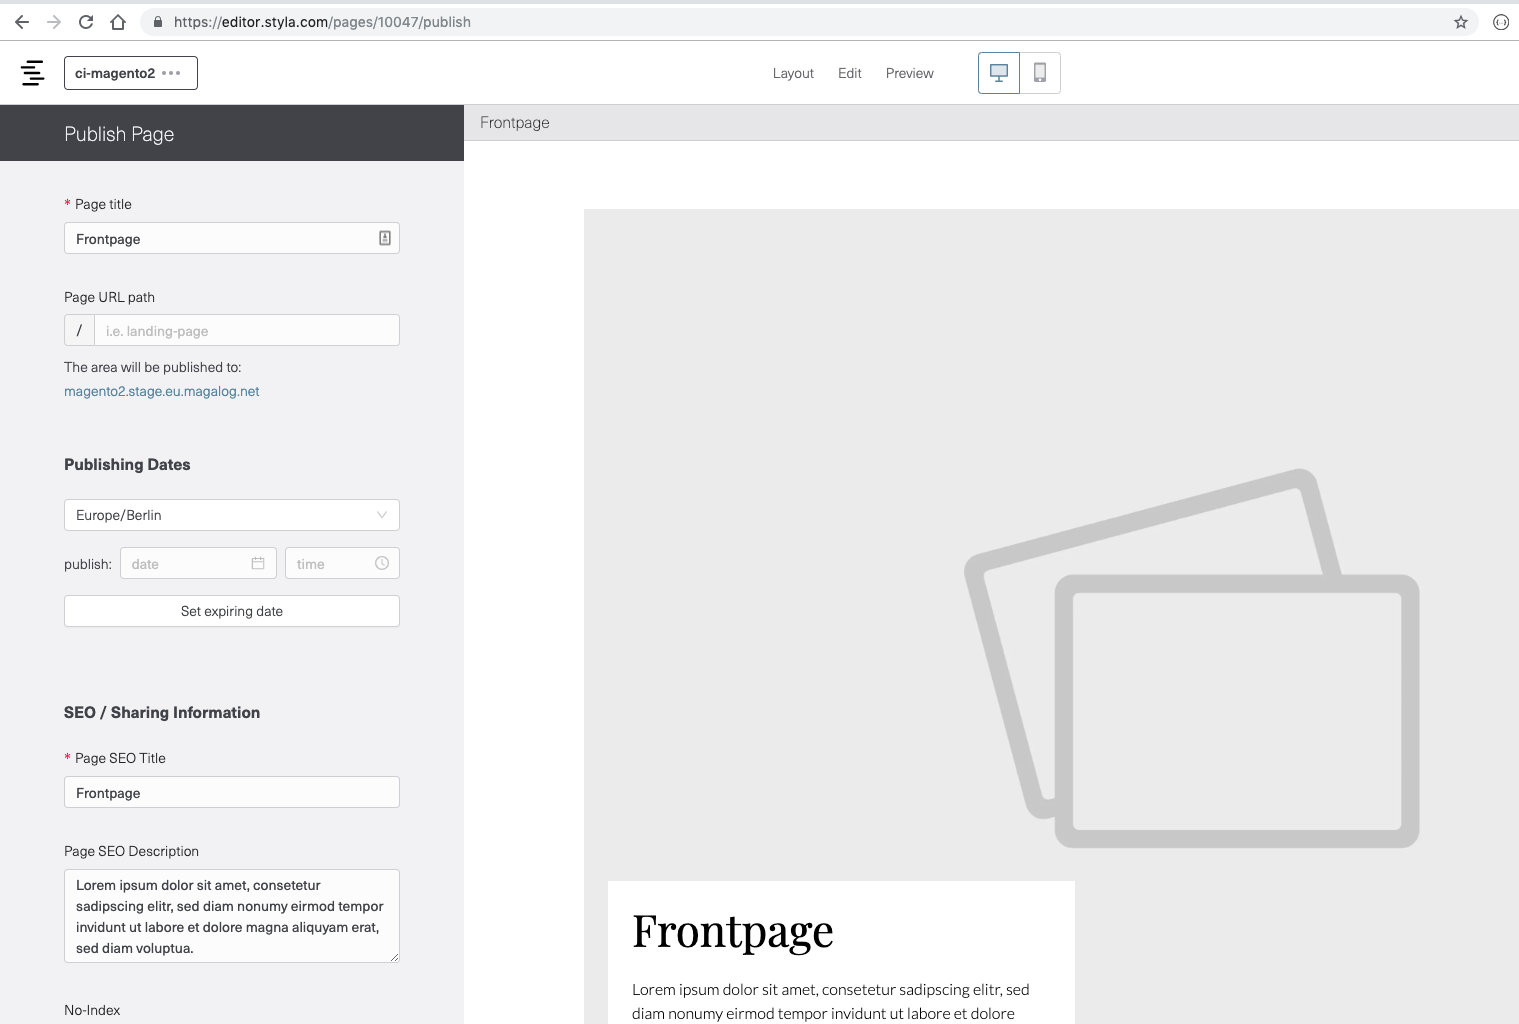 https://editor.styla.com/pages/10047/publish
ci-magento2 •••
Layout Edit Preview
Publish Page
Frontpage
* Page title
Frontpage
Page URL path
/ i.e. landing-page
The area will be published to:
magento2.stage.eu.magalog.net
Publishing Dates
Europe/Berlin
publish: date time
Set expiring date
SEO / Sharing Information
* Page SEO Title
Frontpage
Page SEO Description
Lorem ipsum dolor sit amet, consetetur
sadipscing elitr, sed diam nonumy eirmod tempor
invidunt ut labore et dolore magna aliquyam erat,
sed diam voluptua.
No-Index
Frontpage
Lorem ipsum dolor sit amet, consetetur sadipscing elitr, sed
diam nonumy eirmod tempor invidunt ut labore et dolore